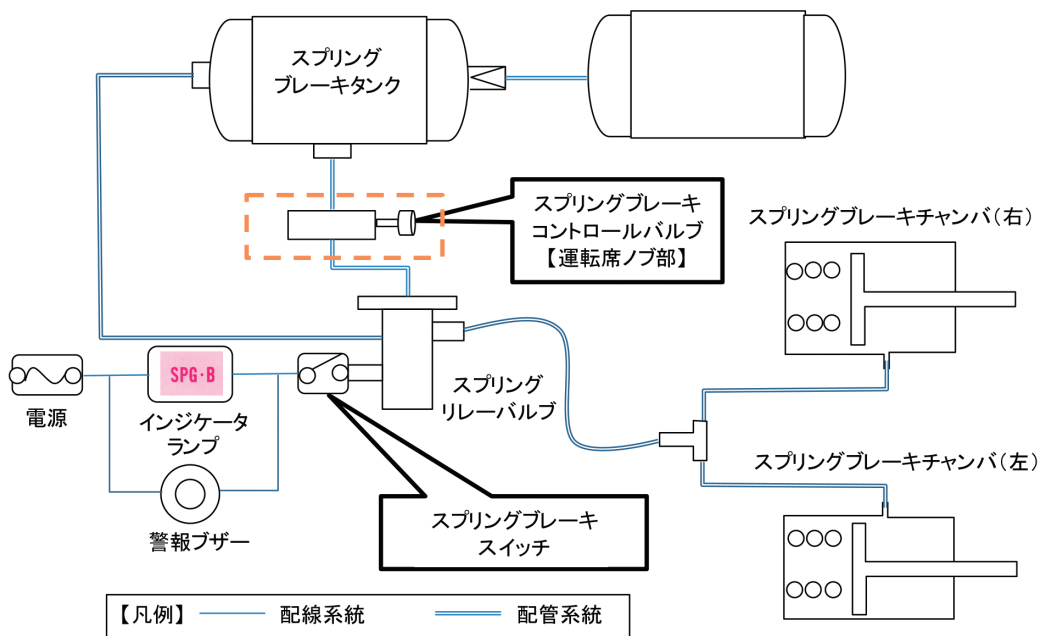 スプリング
ブレーキタンク
スプリングブレーキ
コントロールバルブ
【運転席ノブ部】
スプリングブレーキチャンバ(右)
SPG・B
電源
インジケータ
ランプ
スプリング
リレーバルブ
スプリングブレーキチャンバ(左)
警報ブザー
スプリングブレーキ
スイッチ
【凡例】 配線系統 配管系統